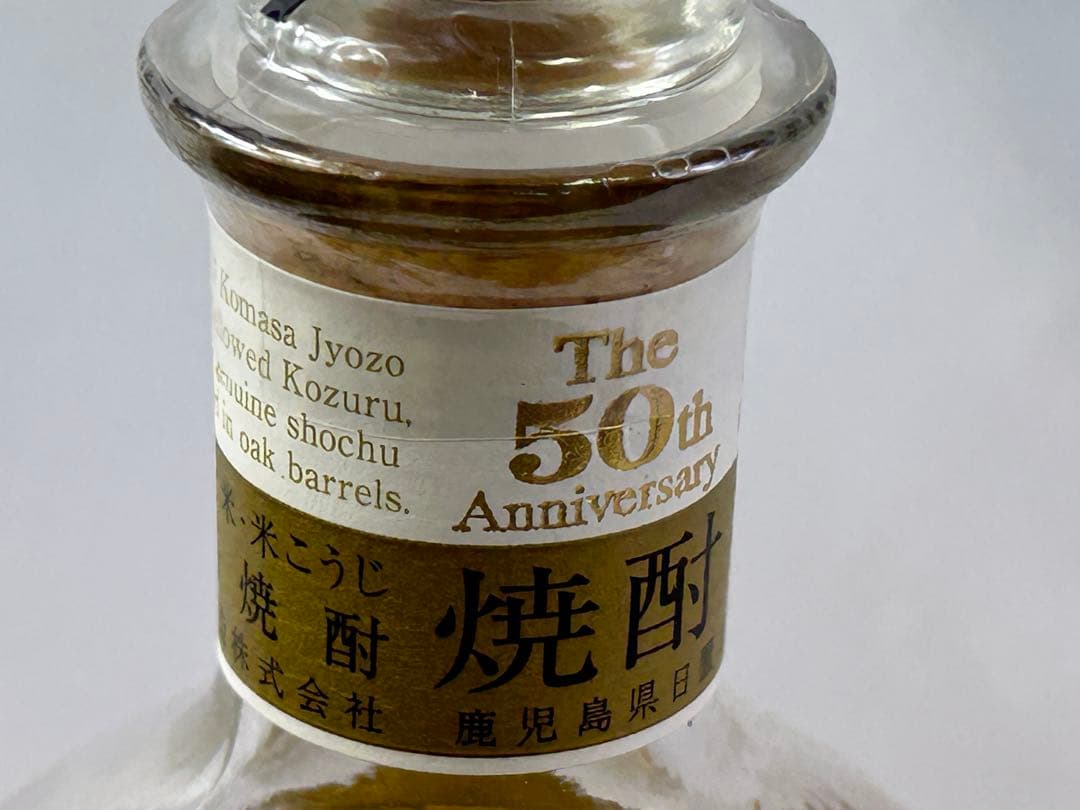 Komasa Jyozo
Kozuru,
shochu
in oak barrels.
The
50th
Anniversary
米・米こうじ
焼酎
株式会社
焼酎
鹿児島県日